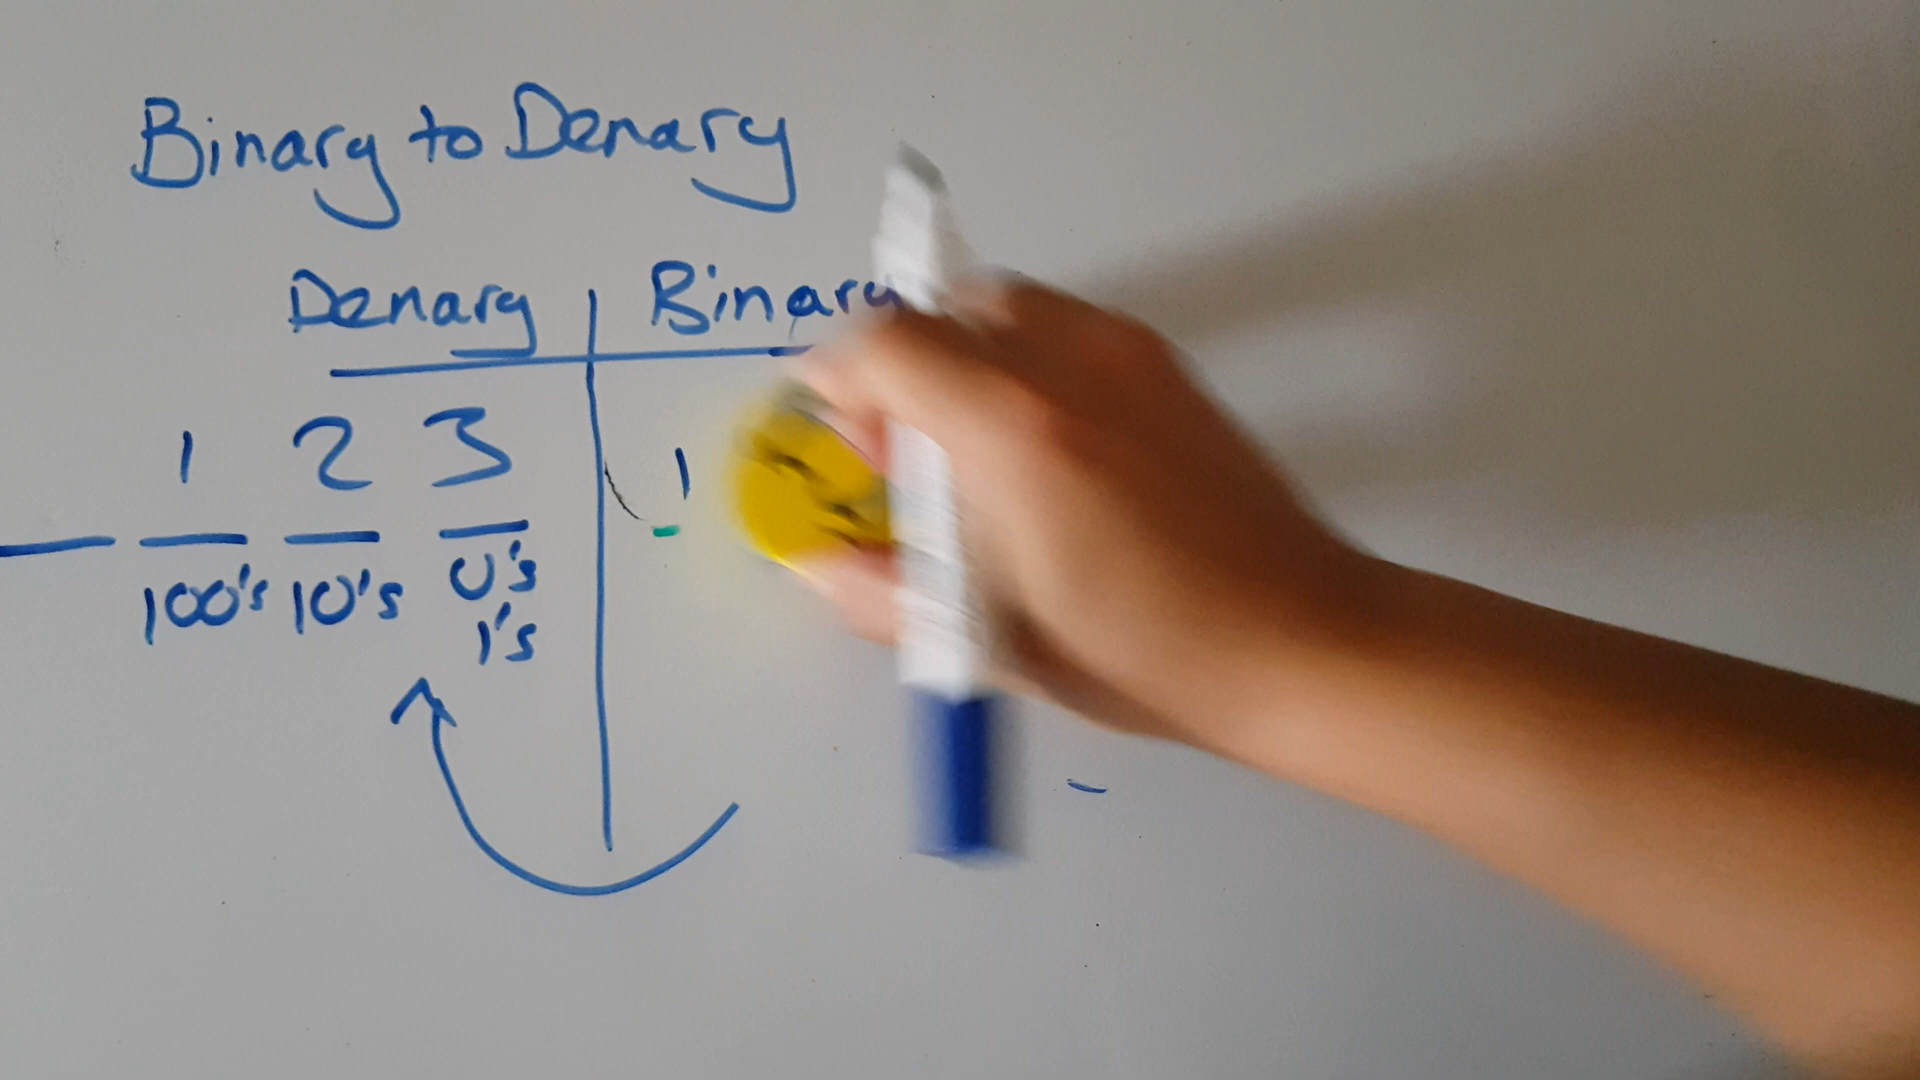 Binary to Denary
Denary Binary
1 2 3 1
100's 10's U's
1's